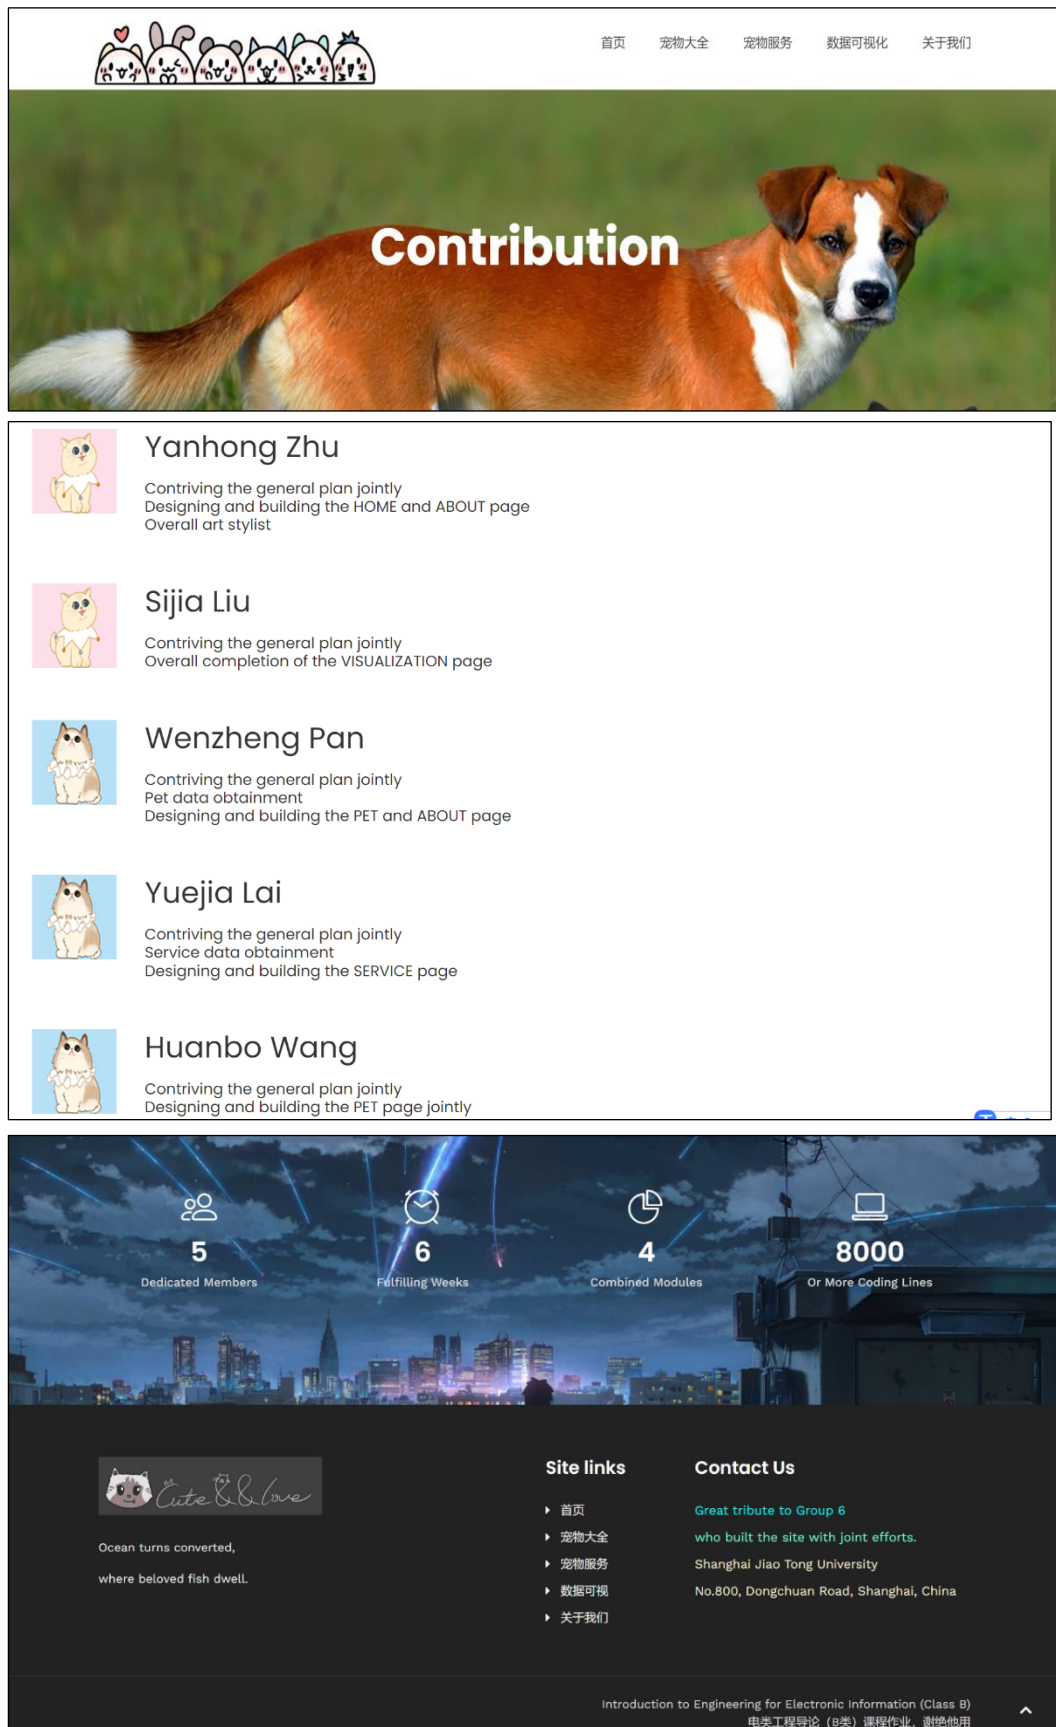 首页 宠物大全 宠物服务 数据可视化 关于我们
Contribution
Yanhong Zhu
Contriving the general plan jointly
Designing and building the HOME and ABOUT page
Overall art stylist
Sijia Liu
Contriving the general plan jointly
Overall completion of the VISUALIZATION page
Wenzheng Pan
Contriving the general plan jointly
Pet data obtainment
Designing and building the PET and ABOUT page
Yuejia Lai
Contriving the general plan jointly
Service data obtainment
Designing and building the SERVICE page
Huanbo Wang
Contriving the general plan jointly
Designing and building the PET page jointly
5 6 4 8000
Dedicated Members Fulfilling Weeks Combined Modules Or More Coding Lines
Cute && love
Ocean turns converted,
where beloved fish dwell.
Site links
首页
宠物大全
宠物服务
数据可视
关于我们
Contact Us
Great tribute to Group 6
who built the site with joint efforts.
Shanghai Jiao Tong University
No.800, Dongchuan Road, Shanghai, China
Introduction to Engineering for Electronic Information (Class B)
电类工程导论（B类）课程作业，谢绝他用